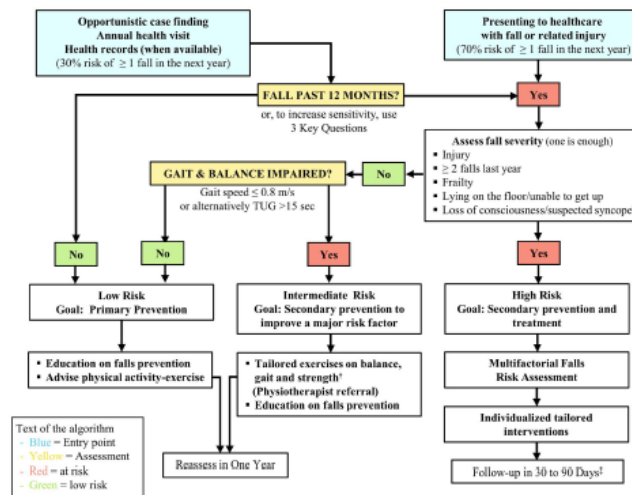 Opportunistic case finding
Annual health visit
Health records (when available)
(30% risk of ≥ 1 fall in the next year)
Presenting to healthcare
with fall or related injury
(70% risk of ≥ 1 fall in the next year)
FALL PAST 12 MONTHS?
or, to increase sensitivity, use
3 Key Questions
Yes
Assess fall severity (one is enough)
▪ Injury
▪ ≥ 2 falls last year
▪ Frailty
▪ Lying on the floor/unable to get up
▪ Loss of consciousness/suspected syncope
No
GAIT & BALANCE IMPAIRED?
Gait speed ≤ 0.8 m/s
or alternatively TUG >15 sec
No
No
Yes
Yes
Low Risk
Goal: Primary Prevention
Intermediate Risk
Goal: Secondary prevention to
improve a major risk factor
High Risk
Goal: Secondary prevention and
treatment
▪ Education on falls prevention
▪ Advise physical activity-exercise
▪ Tailored exercises on balance,
gait and strength†
(Physiotherapist referral)
▪ Education on falls prevention
Multifactorial Falls
Risk Assessment
Individualized tailored
interventions
Reassess in One Year
Follow-up in 30 to 90 Days‡
Text of the algorithm
- Blue = Entry point
- Yellow = Assessment
- Red = at risk
- Green = low risk